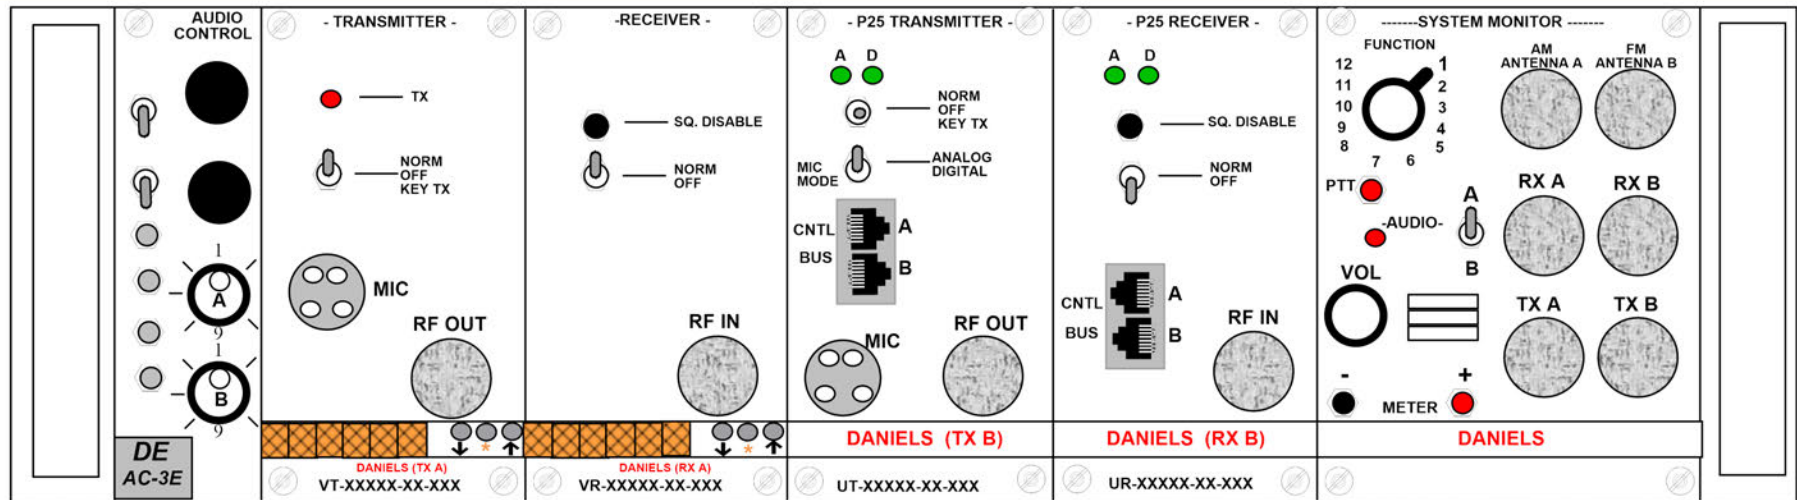 AUDIO
CONTROL
1
A
9
1
B
9
DE
AC-3E
- TRANSMITTER -
TX
NORM
OFF
KEY TX
MIC
RF OUT
*
DANIELS (TX A)
VT-XXXXX-XX-XXX
-RECEIVER -
SQ. DISABLE
NORM
OFF
RF IN
*
DANIELS (RX A)
VR-XXXXX-XX-XXX
- P25 TRANSMITTER -
A D
NORM
OFF
KEY TX
MIC
MODE
ANALOG
DIGITAL
CNTL
BUS
A
B
MIC
RF OUT
DANIELS (TX B)
UT-XXXXX-XX-XXX
- P25 RECEIVER -
A D
SQ. DISABLE
NORM
OFF
CNTL
BUS
A
B
RF IN
DANIELS (RX B)
UR-XXXXX-XX-XXX
-------SYSTEM MONITOR -------
FUNCTION
12 1
11 2
10 3
9 4
8 5
7 6
AM
ANTENNA A
FM
ANTENNA B
PTT
-AUDIO-
A
B
RX A
RX B
VOL
TX A
TX B
- +
METER
DANIELS